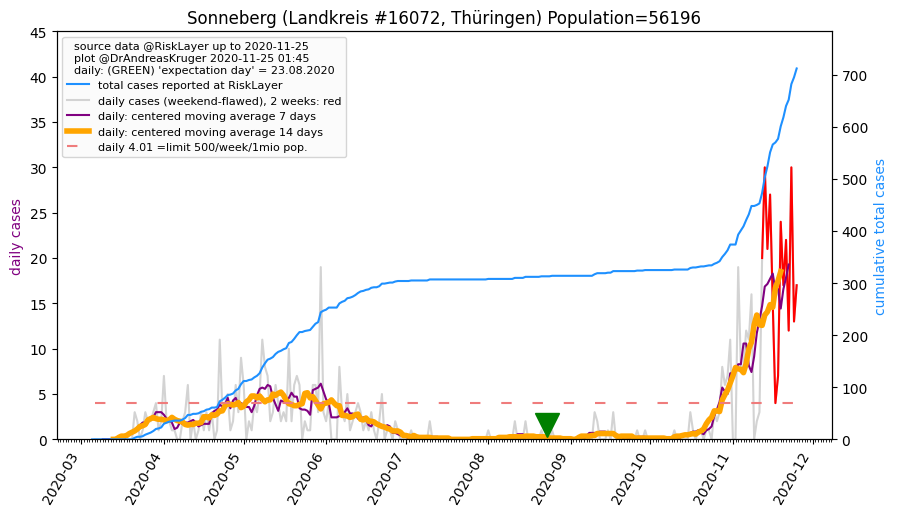 Sonneberg (Landkreis #16072, Thüringen) Population=56196
source data @RiskLayer up to 2020-11-25
plot @DrAndreasKruger 2020-11-25 01:45
daily: (GREEN) 'expectation day' = 23.08.2020
total cases reported at RiskLayer
daily cases (weekend-flawed), 2 weeks: red
daily: centered moving average 7 days
daily: centered moving average 14 days
daily 4.01 =limit 500/week/1mio pop.
daily cases
45
40
35
30
25
20
15
10
5
0
cumulative total cases
700
600
500
400
300
200
100
0
2020-03
2020-04
2020-05
2020-06
2020-07
2020-08
2020-09
2020-10
2020-11
2020-12